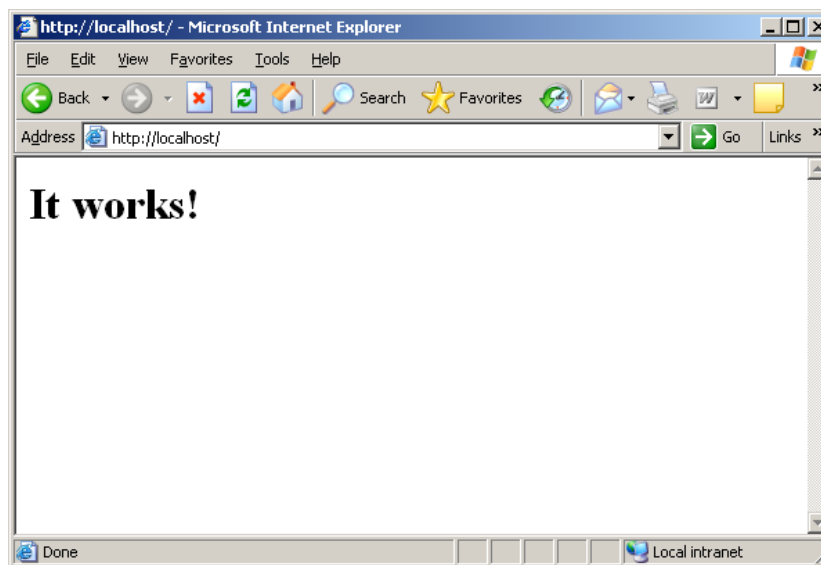 http://localhost/ - Microsoft Internet Explorer
File Edit View Favorites Tools Help
Back Search Favorites W »
Address http://localhost/ Go Links »
It works!
Done Local intranet